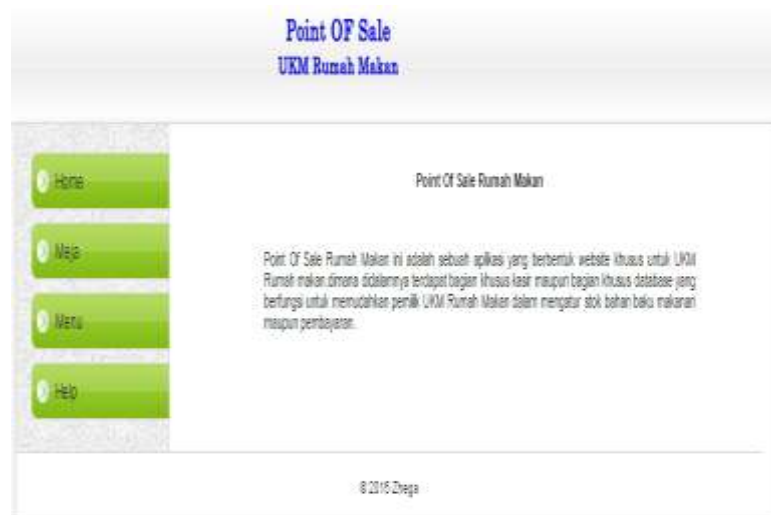 Point OF Sale
UKM Rumah Makan
Home
Meja
Menu
Help
Point Of Sale Rumah Makan
Point Of Sale Rumah Makan ini adalah sebuah aplikasi yang berbentuk website khusus untuk UKM
Rumah makan dimana didalamnya terdapat bagian khusus kasir maupun bagian khusus database yang
berfungsi untuk memudahkan pemilik UKM Rumah Makan dalam mengatur stok bahan baku makanan
maupun pembayaran.
© 2015 Zhega